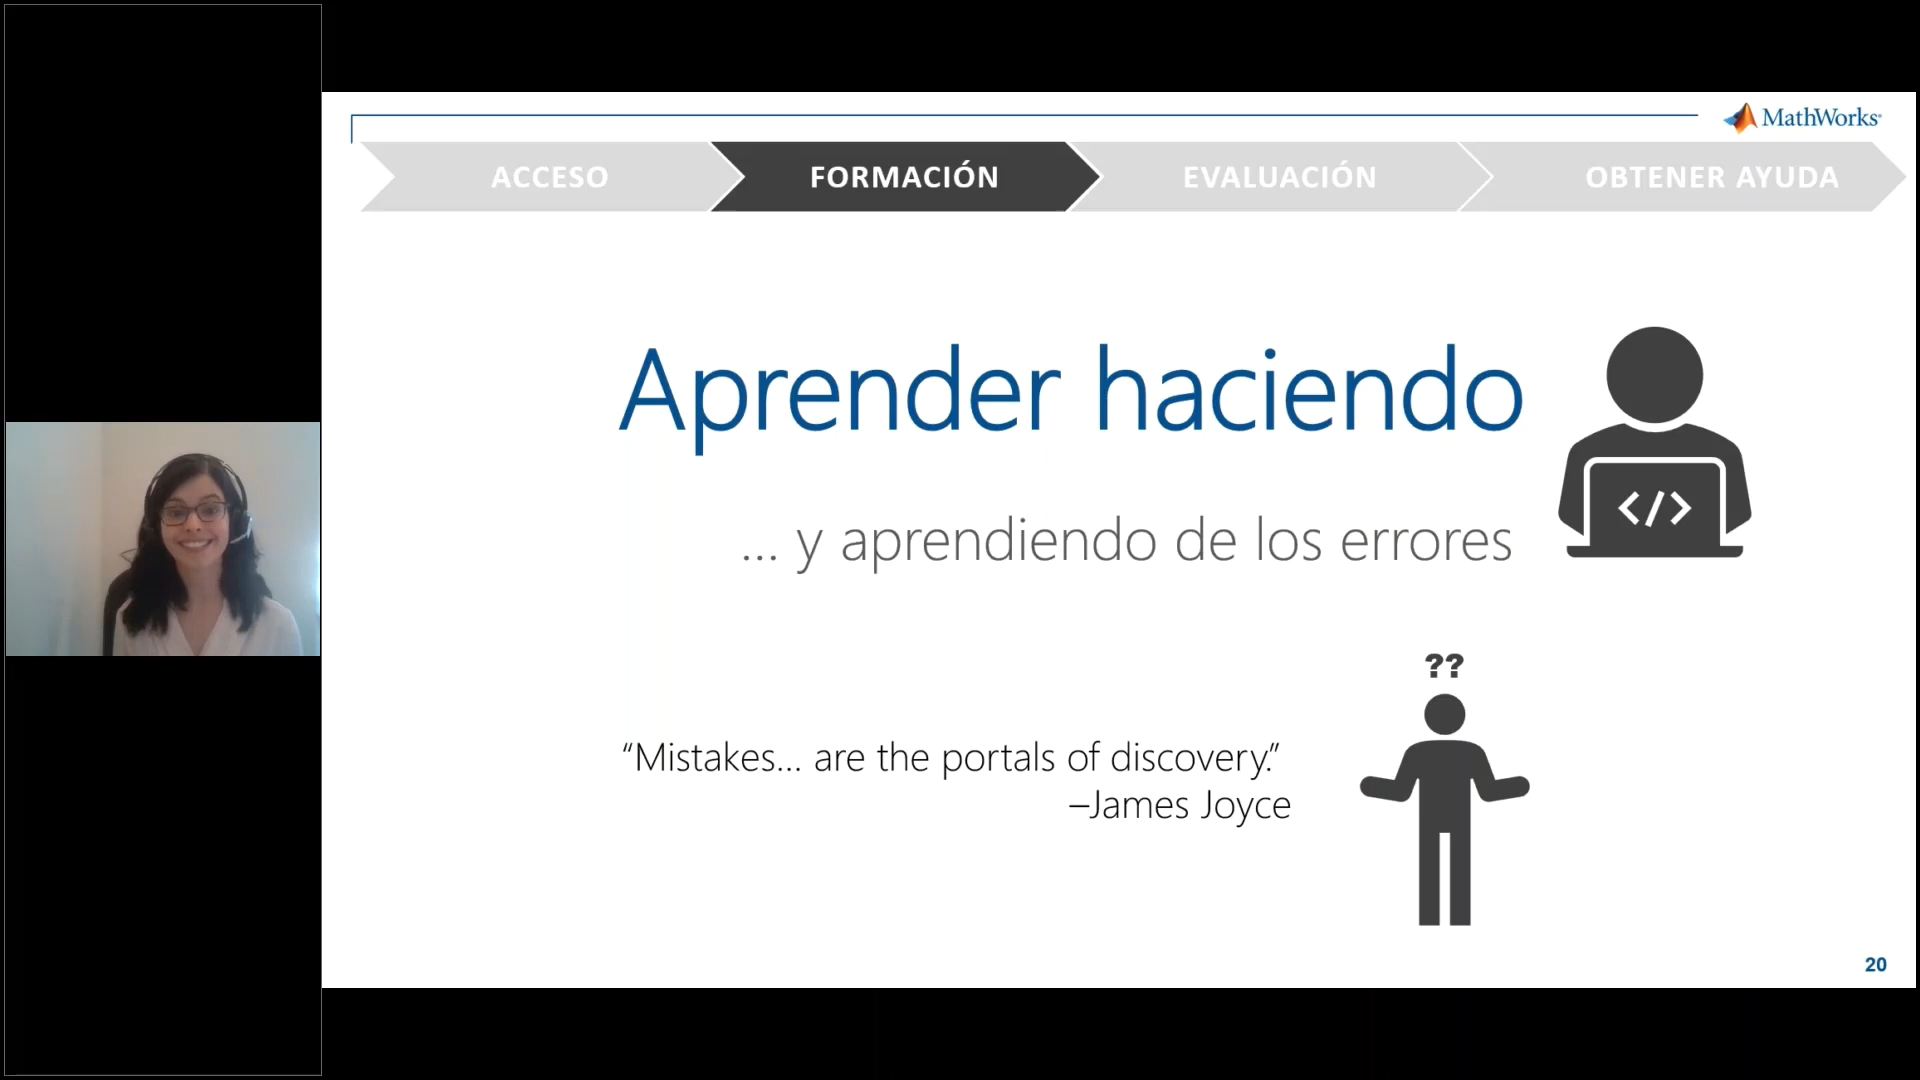 MathWorks®
ACCESO
FORMACIÓN
EVALUACIÓN
OBTENER AYUDA
Aprender haciendo
</>
... y aprendiendo de los errores
??
“Mistakes... are the portals of discovery.”
–James Joyce
20